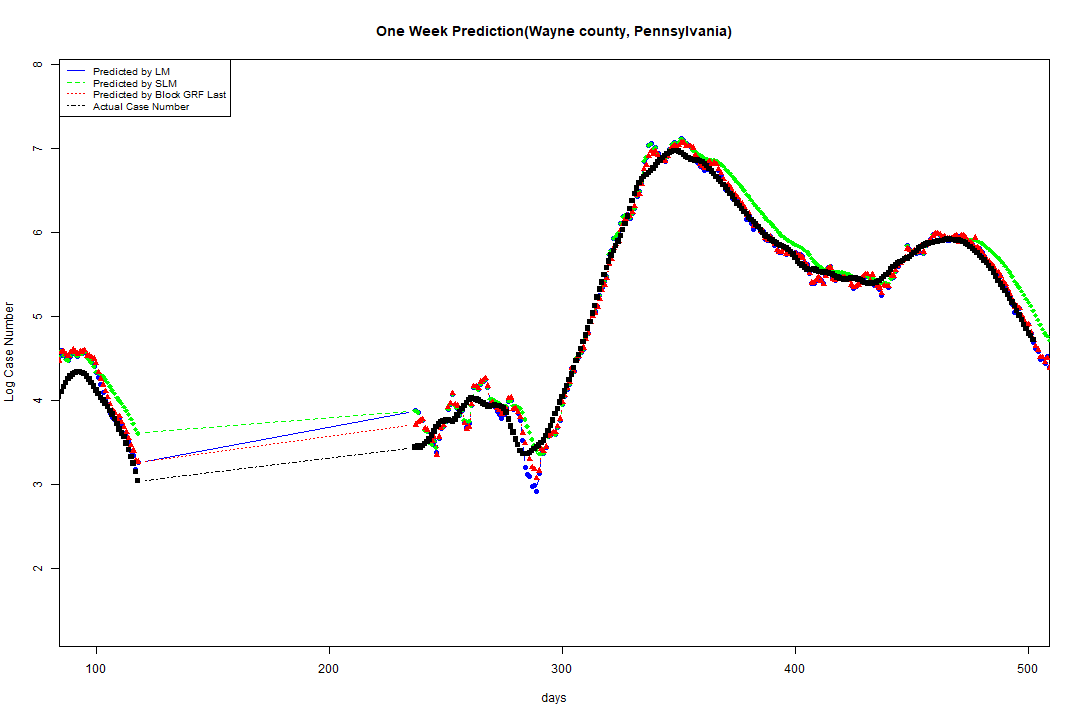 One Week Prediction(Wayne county, Pennsylvania)
Predicted by LM
Predicted by SLM
Predicted by Block GRF Last
Actual Case Number
8
7
6
5
4
3
2
Log Case Number
100 200 300 400 500
days